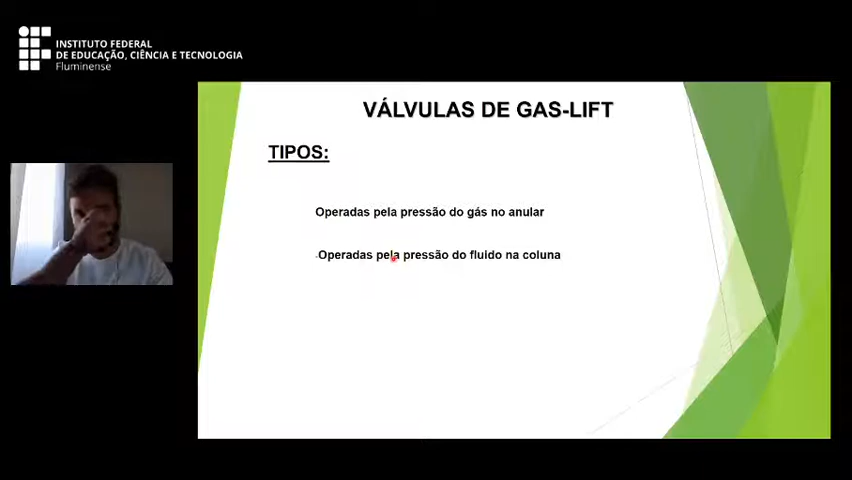 INSTITUTO FEDERAL
DE EDUCAÇÃO, CIÊNCIA E TECNOLOGIA
Fluminense
VÁLVULAS DE GAS-LIFT
TIPOS:
Operadas pela pressão do gás no anular
Operadas pela pressão do fluido na coluna